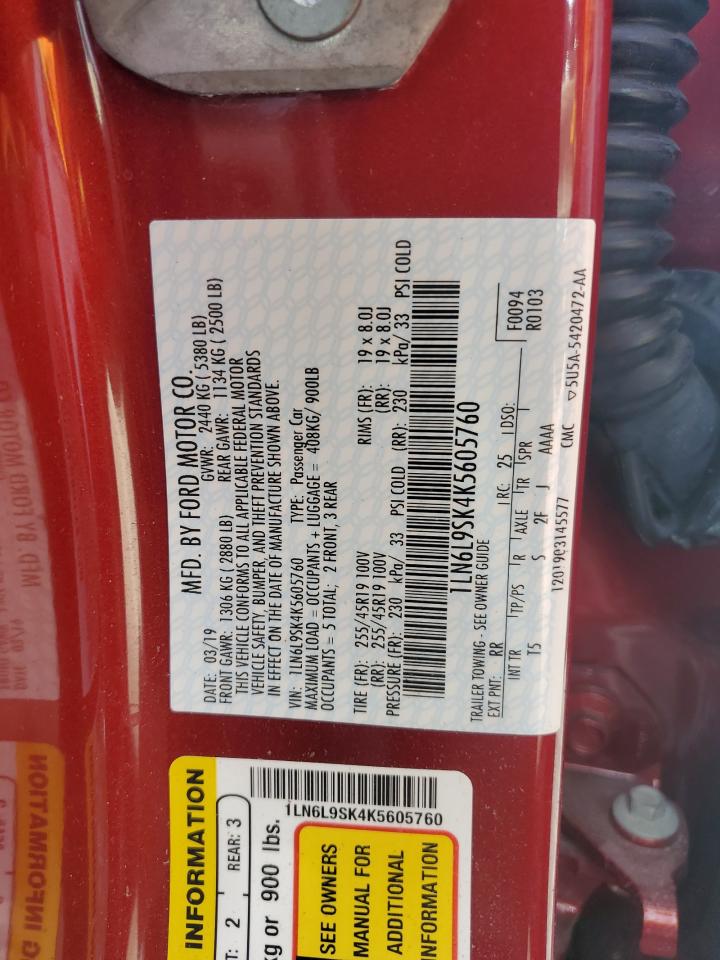 MFD. BY FORD MOTOR CO.
DATE: 03/19 GVWR: 2440 KG ( 5380 LB)
FRONT GAWR: 1306 KG ( 2880 LB) REAR GAWR: 1134 KG ( 2500 LB)
THIS VEHICLE CONFORMS TO ALL APPLICABLE FEDERAL MOTOR
VEHICLE SAFETY, BUMPER, AND THEFT PREVENTION STANDARDS
IN EFFECT ON THE DATE OF MANUFACTURE SHOWN ABOVE.
VIN: 1LN6L9SK4K5605760 TYPE: Passenger Car
MAXIMUM LOAD = OCCUPANTS + LUGGAGE = 408KG/ 900LB
OCCUPANTS = 5 TOTAL; 2 FRONT, 3 REAR
TIRE (FR): 255/45R19 100V RIMS (FR): 19 x 8.0J
(RR): 255/45R19 100V (RR): 19 x 8.0J
PRESSURE (FR): 230 kPa/ 33 PSI COLD (RR): 230 kPa/ 33 PSI COLD
1LN6L9SK4K5605760
TRAILER TOWING - SEE OWNER GUIDE
EXT PNT: RR RC: 25 DSO: F0094
R0103
INT TR TP/PS R AXLE TR SPR
T5 S 2F J AAAA
1201903145577 CMC ▽5U5A-5420472-AA
INFORMATION
T: 2 REAR: 3
kg or 900 lbs.
1LN6L9SK4K5605760
SEE OWNERS
MANUAL FOR
ADDITIONAL
INFORMATION